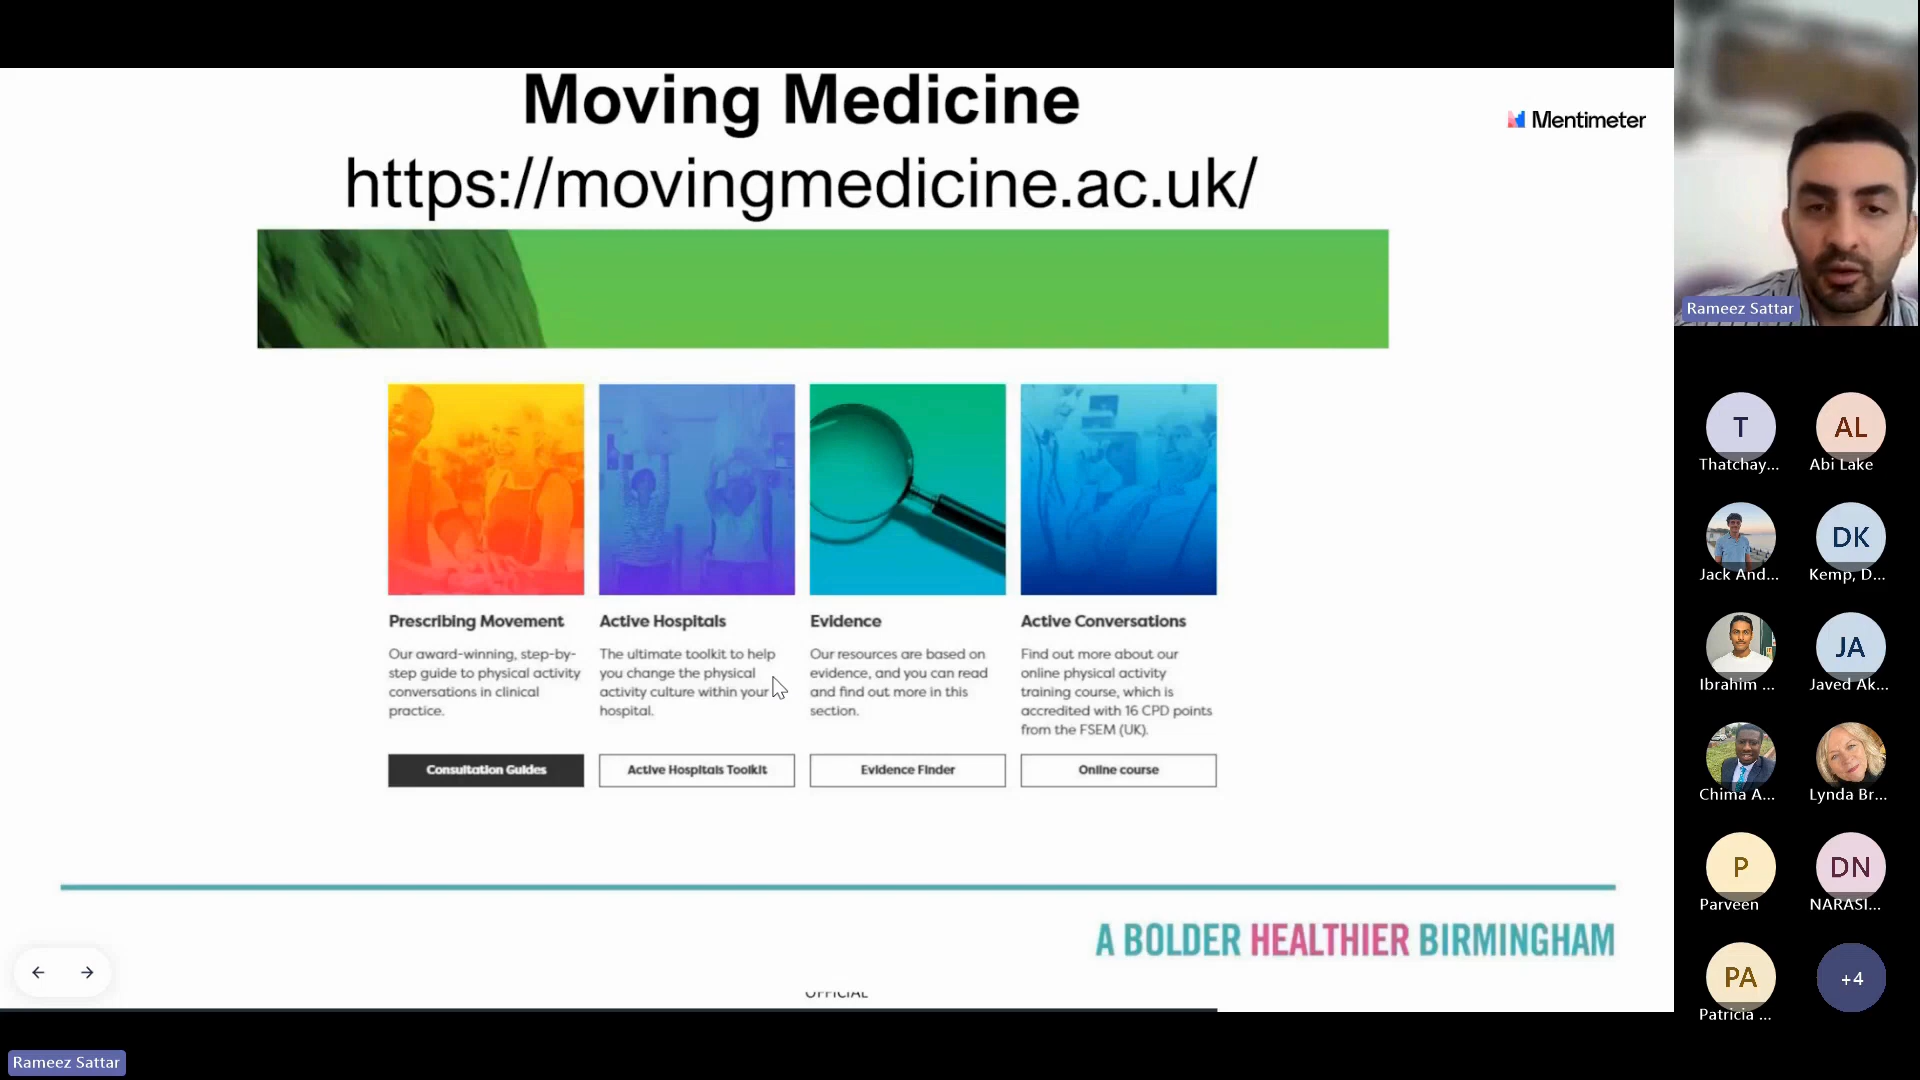 Moving Medicine
https://movingmedicine.ac.uk/
Mentimeter
Prescribing Movement
Our award-winning, step-by-
step guide to physical activity
conversations in clinical
practice.
Consultation Guides
Active Hospitals
The ultimate toolkit to help
you change the physical
activity culture within your
hospital.
Active Hospitals Toolkit
Evidence
Our resources are based on
evidence, and you can read
and find out more in this
section.
Evidence Finder
Active Conversations
Find out more about our
online physical activity
training course, which is
accredited with 16 CPD points
from the FSEM (UK).
Online course
A BOLDER HEALTHIER BIRMINGHAM
OFFICIAL
Rameez Sattar
Rameez Sattar
T
Thatchay...
AL
Abi Lake
Jack And...
DK
Kemp, D...
Ibrahim ...
JA
Javed Ak...
Chima A...
Lynda Br...
P
Parveen
DN
NARASI...
PA
Patricia ...
+4